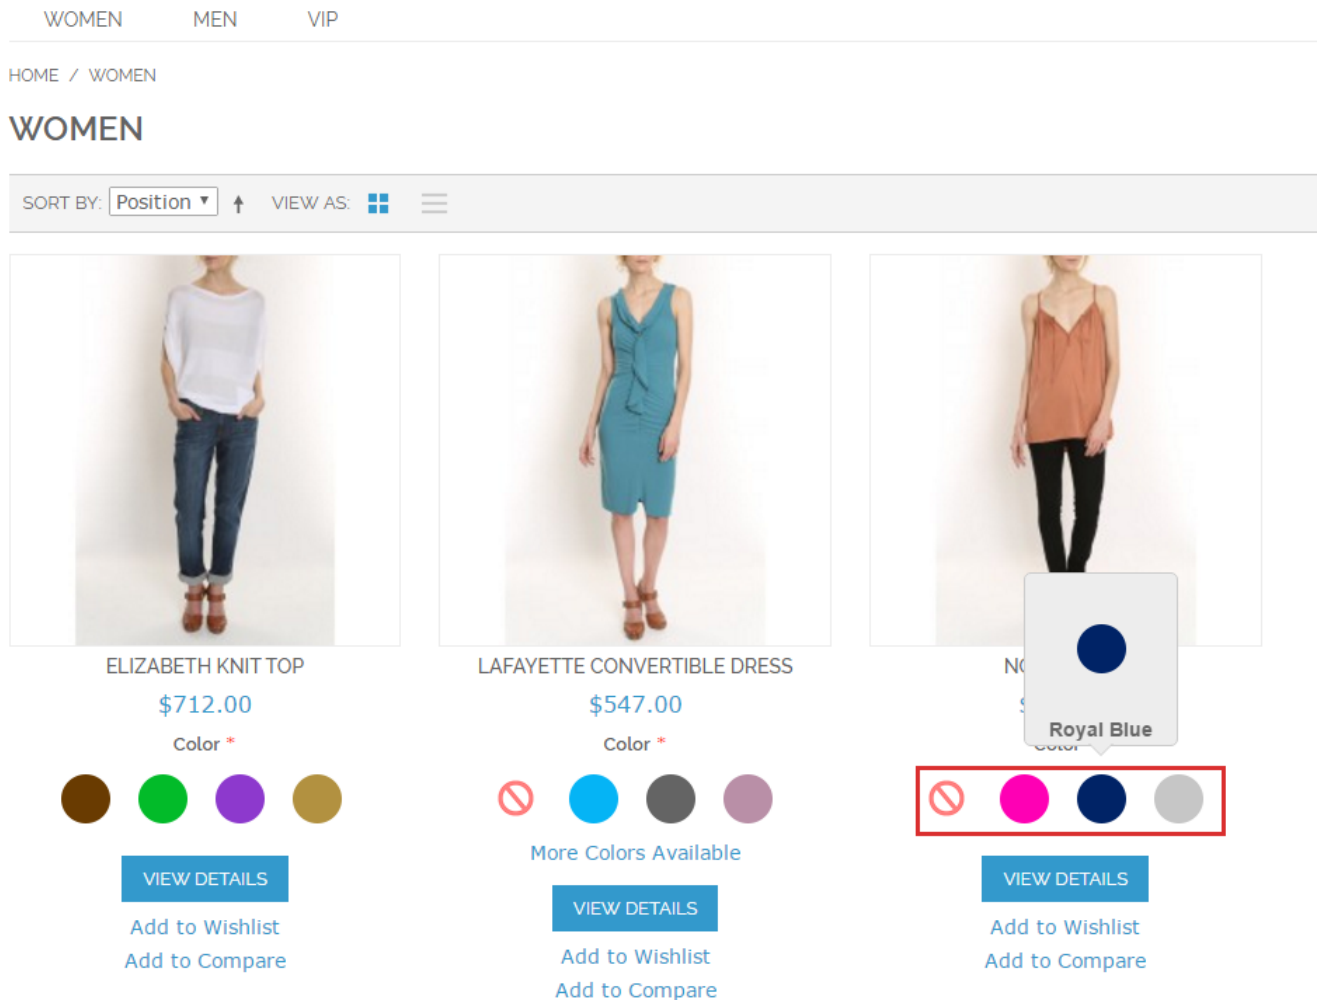 WOMEN MEN VIP
HOME / WOMEN
WOMEN
SORT BY: Position VIEW AS:
ELIZABETH KNIT TOP
$712.00
Color *
VIEW DETAILS
Add to Wishlist
Add to Compare
LAFAYETTE CONVERTIBLE DRESS
$547.00
Color *
More Colors Available
VIEW DETAILS
Add to Wishlist
Add to Compare
Royal Blue
VIEW DETAILS
Add to Wishlist
Add to Compare